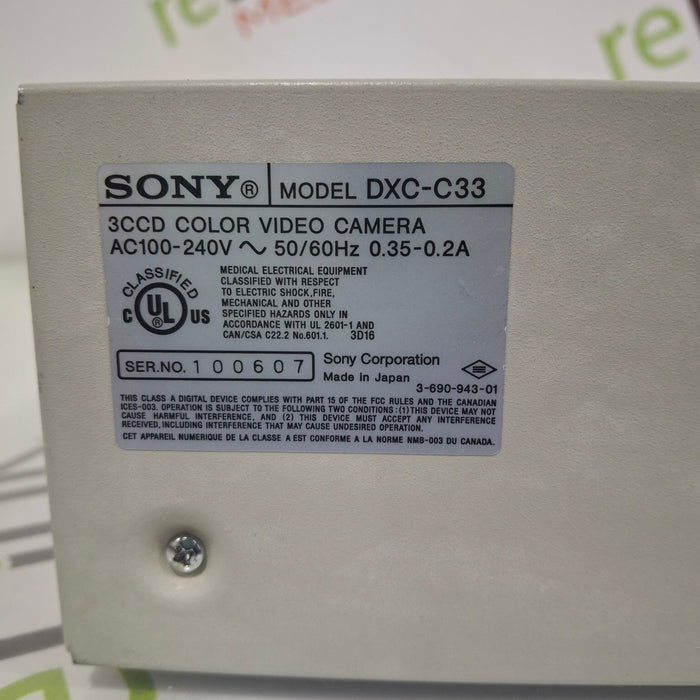 re
ME
re
SONY® MODEL DXC-C33
3CCD COLOR VIDEO CAMERA
AC100-240V ~ 50/60Hz 0.35-0.2A
CLASSIFIED
C UL® US
MEDICAL ELECTRICAL EQUIPMENT
CLASSIFIED WITH RESPECT
TO ELECTRIC SHOCK,FIRE,
MECHANICAL AND OTHER
SPECIFIED HAZARDS ONLY IN
ACCORDANCE WITH UL 2601-1 AND
CAN/CSA C22.2 No.601.1. 3D16
SER.NO. 100607
Sony Corporation
Made in Japan
3-690-943-01
THIS CLASS A DIGITAL DEVICE COMPLIES WITH PART 15 OF THE FCC RULES AND THE CANADIAN
ICES-003. OPERATION IS SUBJECT TO THE FOLLOWING TWO CONDITIONS : (1)THIS DEVICE MAY NOT
CAUSE HARMFUL INTERFERENCE, AND (2) THIS DEVICE MUST ACCEPT ANY INTERFERENCE
RECEIVED, INCLUDING INTERFERENCE THAT MAY CAUSE UNDESIRED OPERATION.
CET APPAREIL NUMERIQUE DE LA CLASSE A EST CONFORME A LA NORME NMB-003 DU CANADA.